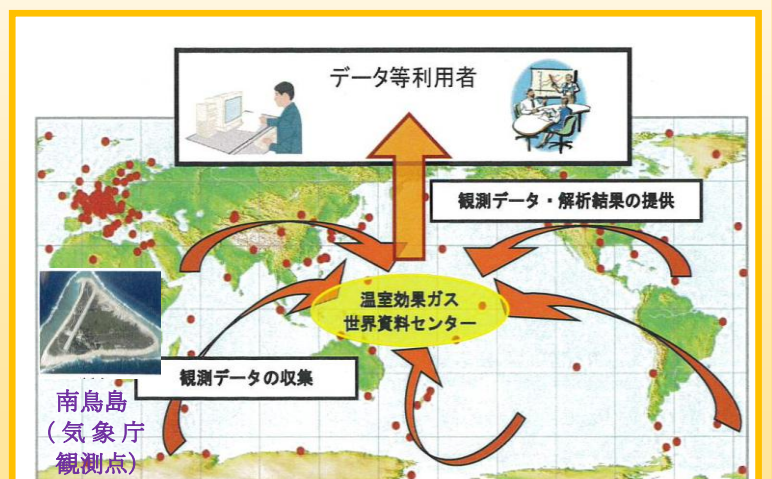 データ等利用者
観測データ・解析結果の提供
温室効果ガス
世界資料センター
観測データの収集
南鳥島
(気象庁
観測点)